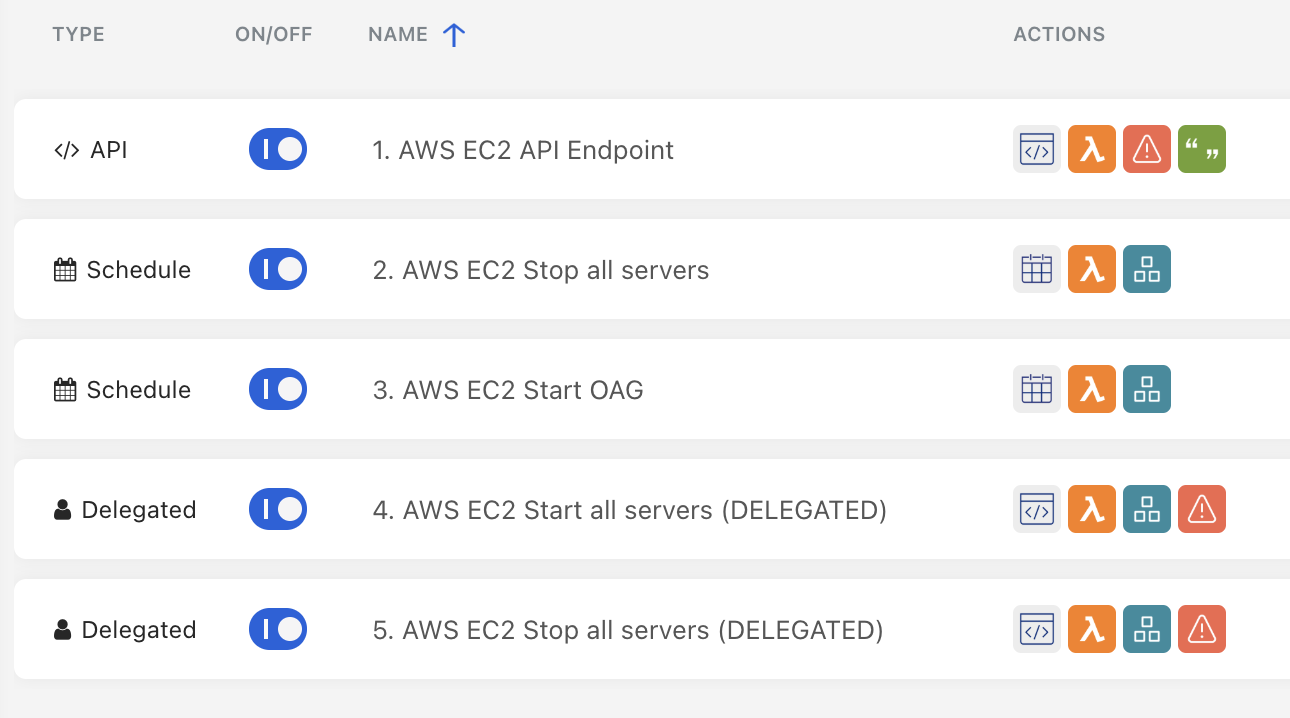 TYPE ON/OFF NAME ACTIONS
API 1. AWS EC2 API Endpoint
Schedule 2. AWS EC2 Stop all servers
Schedule 3. AWS EC2 Start OAG
Delegated 4. AWS EC2 Start all servers (DELEGATED)
Delegated 5. AWS EC2 Stop all servers (DELEGATED)